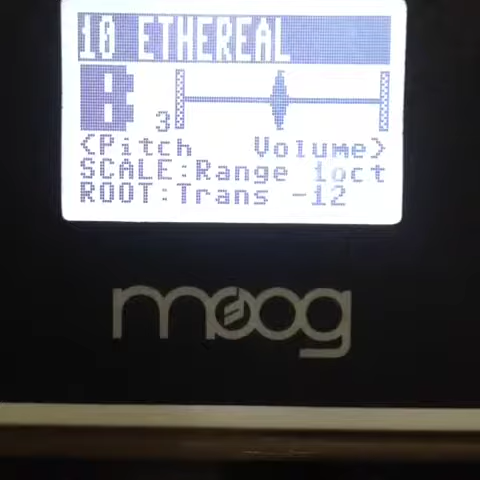 10 ETHEREAL
B 3
<Pitch Volume>
SCALE:Range 1oct
ROOT:Trans -12
moog